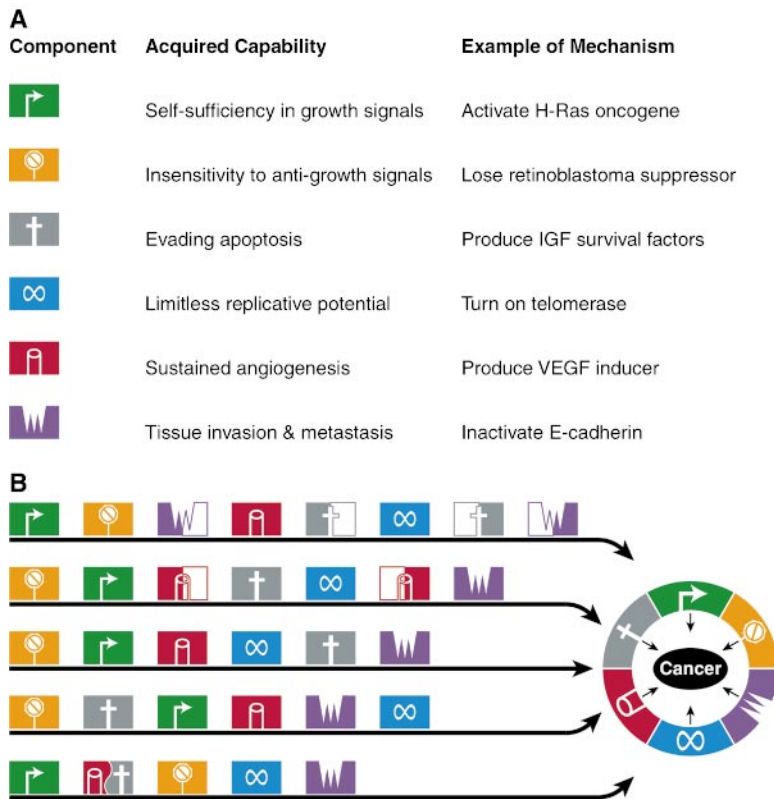 A
Component Acquired Capability Example of Mechanism
Self-sufficiency in growth signals Activate H-Ras oncogene
Insensitivity to anti-growth signals Lose retinoblastoma suppressor
Evading apoptosis Produce IGF survival factors
Limitless replicative potential Turn on telomerase
Sustained angiogenesis Produce VEGF inducer
Tissue invasion & metastasis Inactivate E-cadherin
B
Cancer